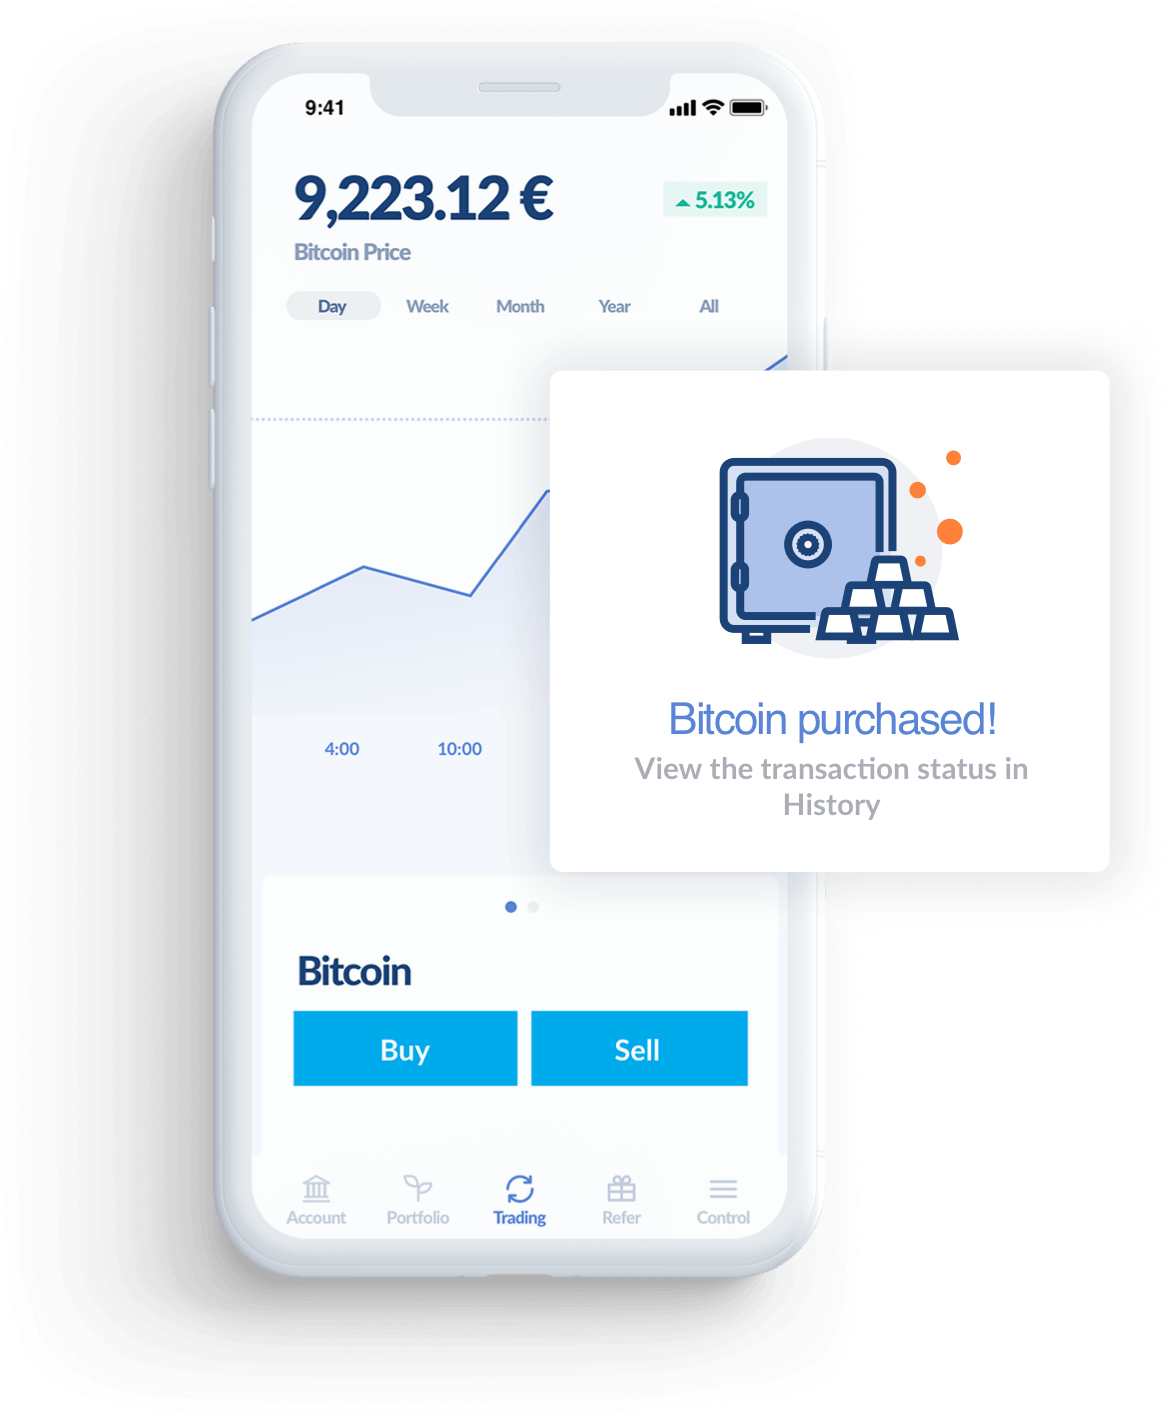 9:41
9,223.12 €
5.13%
Bitcoin Price
Day Week Month Year All
4:00 10:00
Bitcoin purchased!
View the transaction status in
History
Bitcoin
Buy Sell
Account Portfolio Trading Refer Control